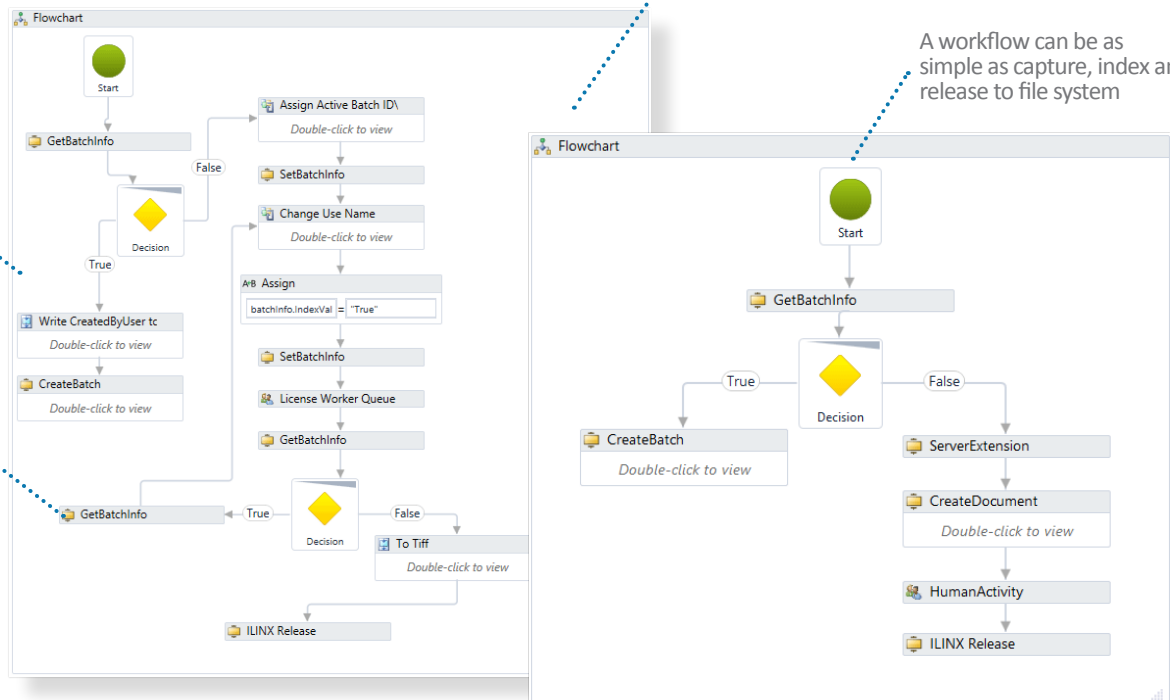 Flowchart
Start
GetBatchInfo
Decision
False
True
Write CreatedByUser tc
Double-click to view
CreateBatch
Double-click to view
Assign Active Batch ID\
Double-click to view
SetBatchInfo
Change Use Name
Double-click to view
A*B Assign
batchInfo.IndexVal = "True"
SetBatchInfo
License Worker Queue
GetBatchInfo
Decision
True
False
GetBatchInfo
To Tiff
Double-click to view
ILINX Release
A workflow can be as
simple as capture, index an
release to file system
Flowchart
Start
GetBatchInfo
Decision
True
False
CreateBatch
Double-click to view
ServerExtension
CreateDocument
Double-click to view
HumanActivity
ILINX Release